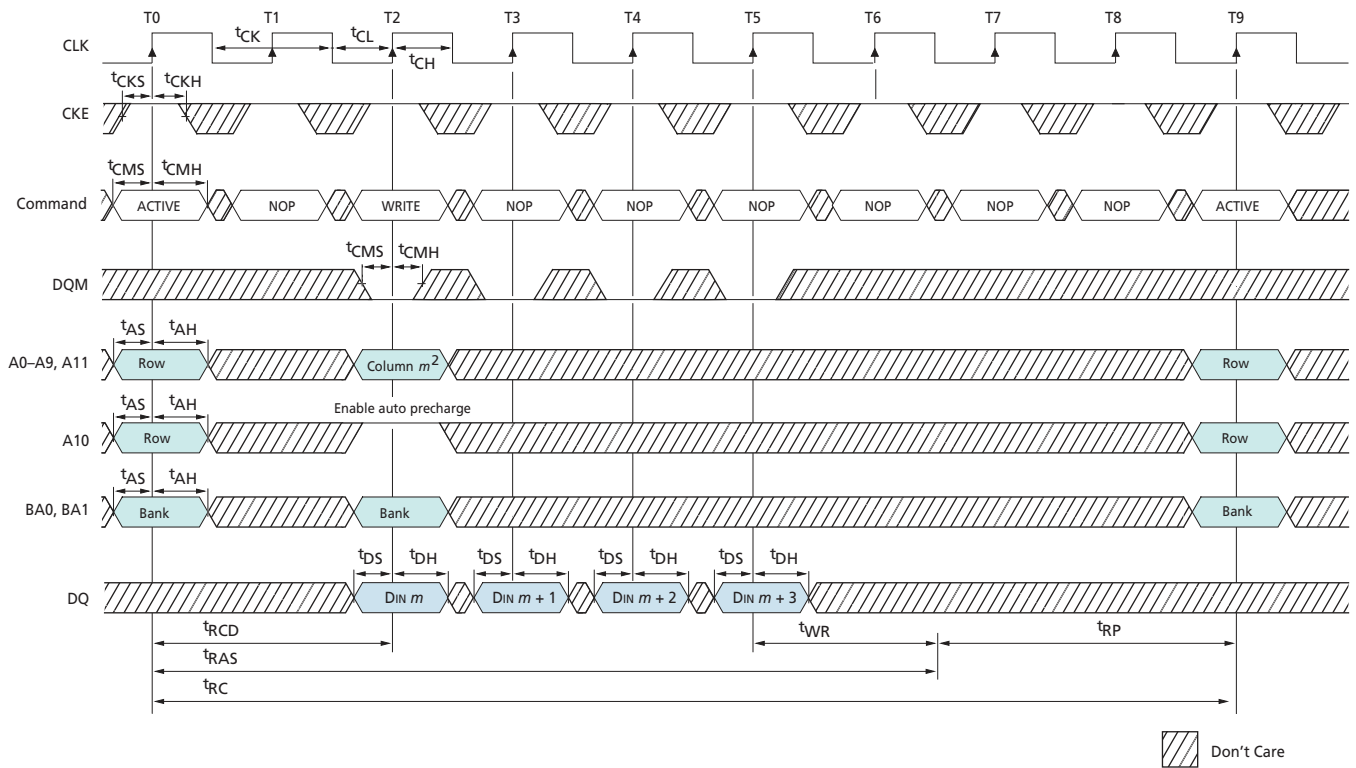 T0 T1 T2 T3 T4 T5 T6 T7 T8 T9
CLK
tCK tCL
tCH
tCKS tCKH
CKE
tCMS tCMH
Command ACTIVE NOP WRITE NOP NOP NOP NOP NOP NOP ACTIVE
tCMS tCMH
DQM
tAS tAH
A0–A9, A11 Row Column m2 Row
tAS tAH Enable auto precharge
A10 Row Row
tAS tAH
BA0, BA1 Bank Bank Bank
tDS tDH tDS tDH tDS tDH tDS tDH
DQ DIN m DIN m + 1 DIN m + 2 DIN m + 3
tRCD tWR tRP
tRAS
tRC
Don't Care